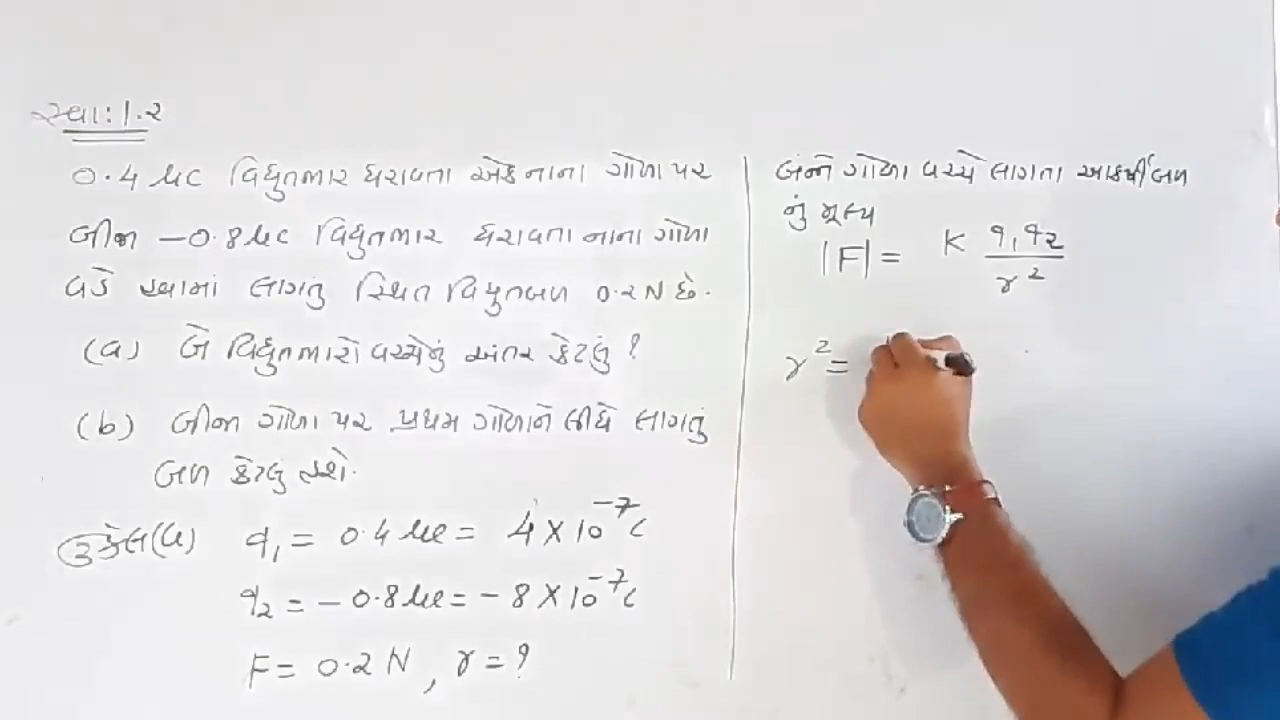 સ્વા:1.2
0.4 μC વિદ્યુતભાર ધરાવતા એક નાના ગોળા પર
બીજા -0.8 μC વિદ્યુતભાર ધરાવતા નાના ગોળા
વડે હવામાં લાગતુ સ્થિત વિદ્યુતબળ 0.2 N છે.
(a) બે વિદ્યુતભારો વચ્ચેનું અંતર કેટલું ?
(b) બીજા ગોળા પર પ્રથમ ગોળાને લીધે લાગતું
બળ કેટલું હશે.
ઉકેલ(a) q₁ = 0.4 μC = 4 × 10⁻⁷ C
q₂ = -0.8 μC = -8 × 10⁻⁷ C
F = 0.2 N, r = ?
બંન્ને ગોળા વચ્ચે લાગતા આકર્ષીબળ
નું મૂલ્ય
|F| = K q₁q₂ / r²
r² =